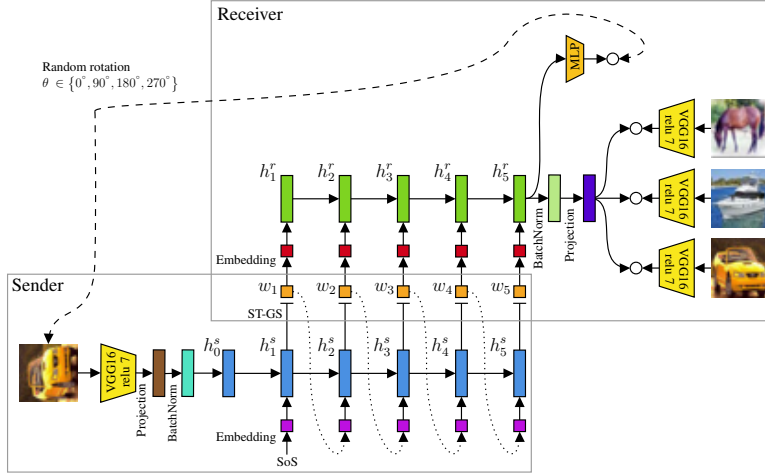 Receiver
Random rotation
θ ∈ {0°, 90°, 180°, 270°}
MLP
VGG16
relu 7
VGG16
relu 7
VGG16
relu 7
h₁ʳ h₂ʳ h₃ʳ h₄ʳ h₅ʳ
BatchNorm
Projection
Embedding
Sender
w₁ w₂ w₃ w₄ w₅
ST-GS
VGG16
relu 7
Projection
BatchNorm
h₀ˢ h₁ˢ h₂ˢ h₃ˢ h₄ˢ h₅ˢ
Embedding
SoS